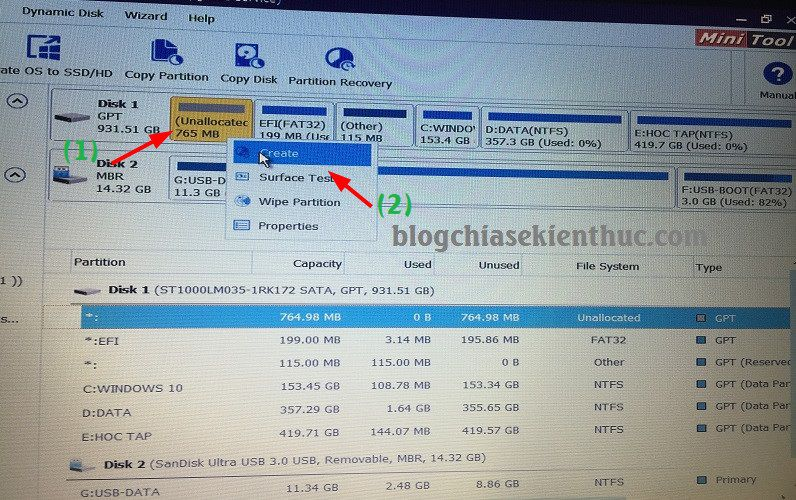 Dynamic Disk Wizard Help
ate OS to SSD/HD Copy Partition Copy Disk Partition Recovery
MiniTool
Manual
Disk 1
GPT
931.51 GB
(Unallocated
765 MB
EFI(FAT32)
199 MB (Use
(Other)
115 MB
C:WINDOW
153.4 GB
D:DATA(NTFS)
357.3 GB (Used: 0%)
E:HOC TAP(NTFS)
419.7 GB (Used: 0%)
(1)
Disk 2
MBR
14.32 GB
G:USB-D
11.3 GB
F:USB-BOOT(FAT32)
3.0 GB (Used: 82%)
Create
Surface Test
Wipe Partition
Properties
(2)
blogchiasekienthuc.com
Partition Capacity Used Unused File System Type
Disk 1 (ST1000LM035-1RK172 SATA, GPT, 931.51 GB)
*: 764.98 MB 0 B 764.98 MB Unallocated GPT
*:EFI 199.00 MB 3.14 MB 195.86 MB FAT32 GPT
*: 115.00 MB 115.00 MB 0 B Other GPT (Reserved
C:WINDOWS 10 153.45 GB 108.78 MB 153.34 GB NTFS GPT (Data Par
D:DATA 357.29 GB 1.64 GB 355.65 GB NTFS GPT (Data Part
E:HOC TAP 419.71 GB 144.07 MB 419.57 GB NTFS GPT (Data Part
1 ))
s...
Disk 2 (SanDisk Ultra USB 3.0 USB, Removable, MBR, 14.32 GB)
G:USB-DATA 11.34 GB 2.48 GB 8.86 GB NTFS Primary